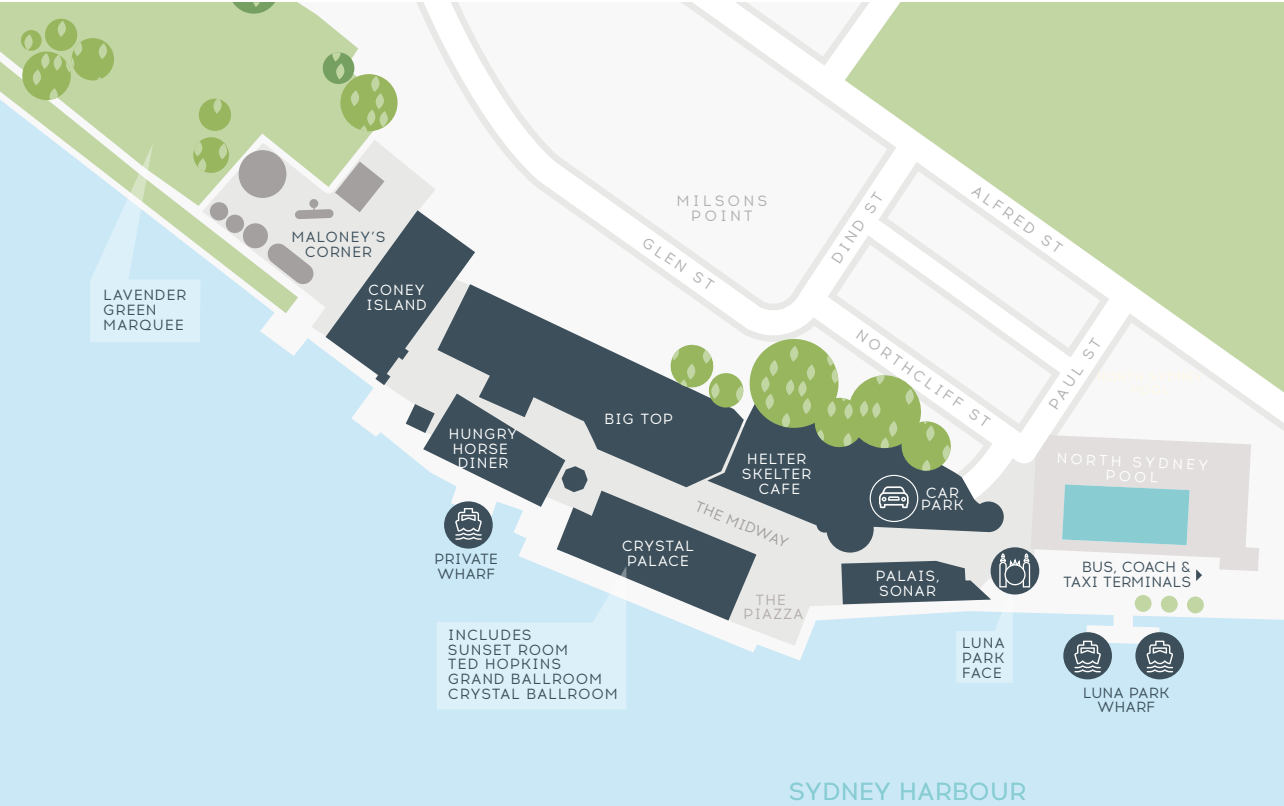 MILSONS
POINT
ALFRED ST
DIND ST
GLEN ST
MALONEY'S
CORNER
LAVENDER
GREEN
MARQUEE
CONEY
ISLAND
NORTHCLIFF ST
PAUL ST
BIG TOP
HUNGRY
HORSE
DINER
HELTER
SKELTER
CAFE
CAR
PARK
NORTH SYDNEY
POOL
THE MIDWAY
CRYSTAL
PALACE
PRIVATE
WHARF
PALAIS,
SONAR
BUS, COACH &
TAXI TERMINALS
THE
PIAZZA
INCLUDES
SUNSET ROOM
TED HOPKINS
GRAND BALLROOM
CRYSTAL BALLROOM
LUNA
PARK
FACE
LUNA PARK
WHARF
SYDNEY HARBOUR